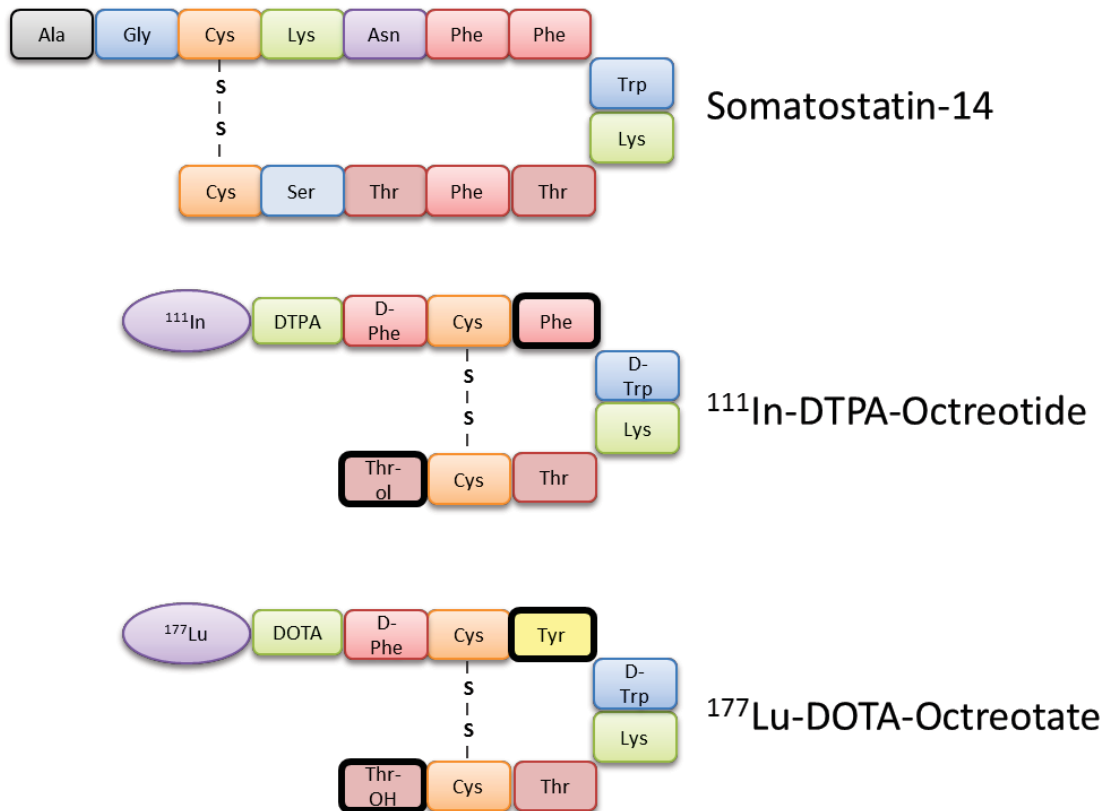 Ala Gly Cys Lys Asn Phe Phe
S
S
Trp
Lys
Somatostatin-14
Cys Ser Thr Phe Thr
¹¹¹In DTPA D-
Phe Cys Phe
S
S
D-
Trp
Lys
¹¹¹In-DTPA-Octreotide
Thr-
ol Cys Thr
¹⁷⁷Lu DOTA D-
Phe Cys Tyr
S
S
D-
Trp
Lys
¹⁷⁷Lu-DOTA-Octreotate
Thr-
OH Cys Thr